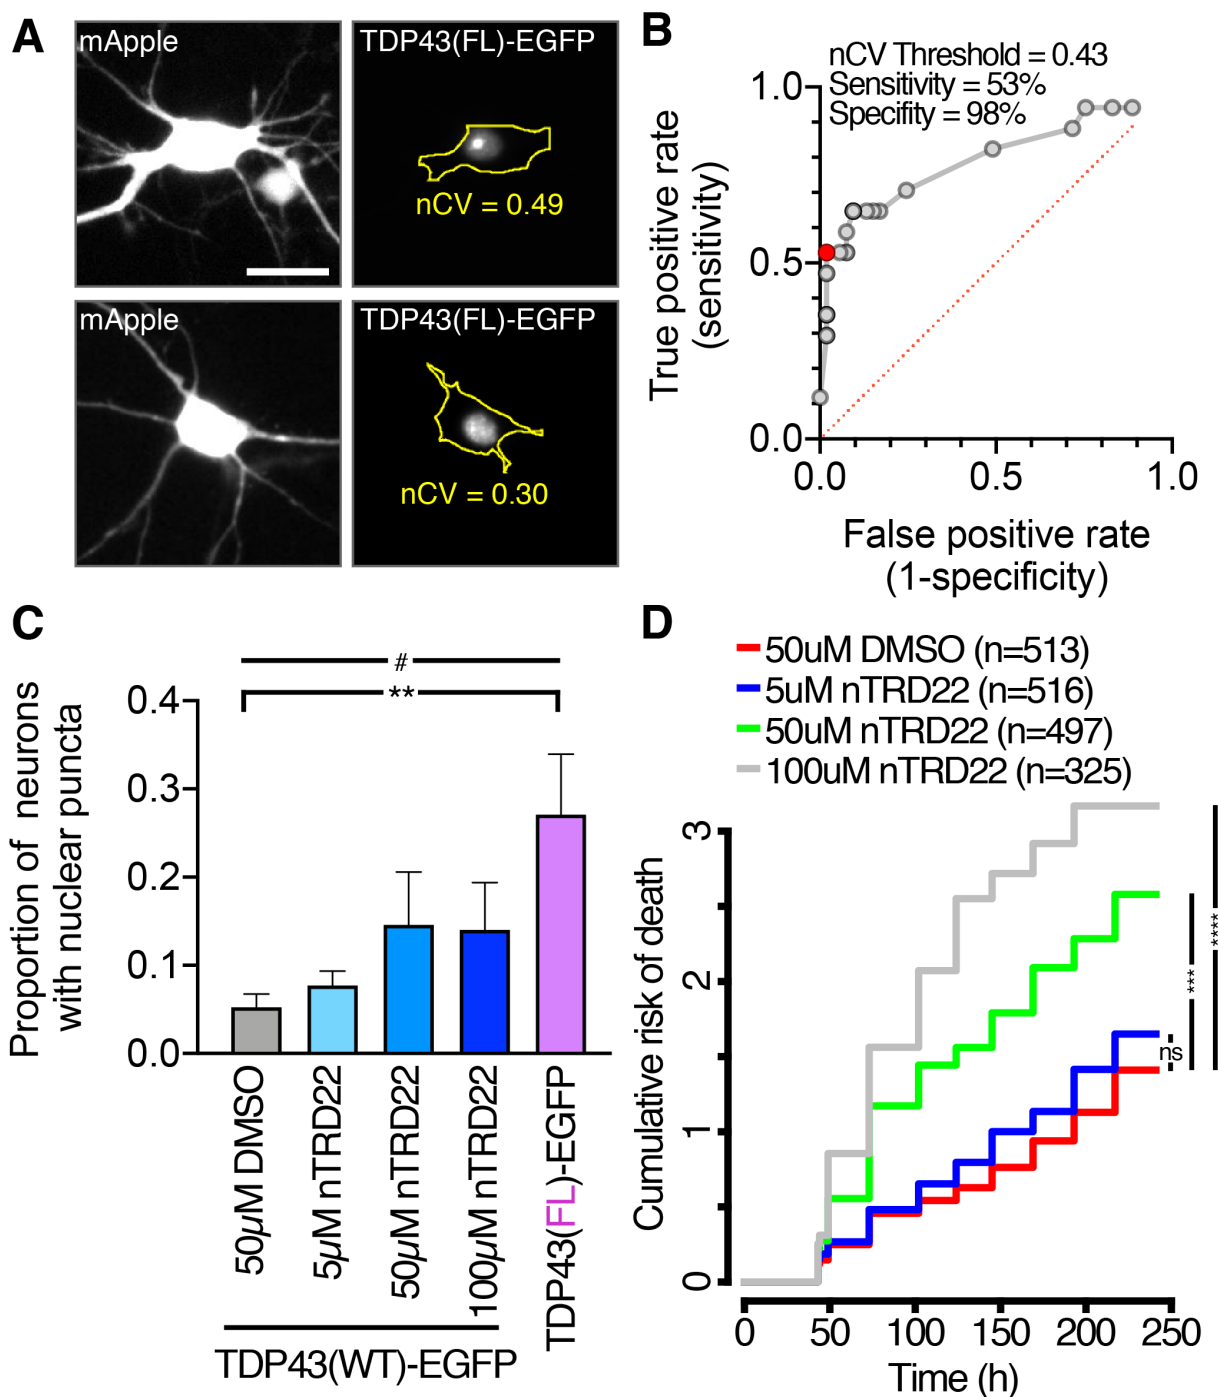 A
mApple
TDP43(FL)-EGFP
nCV = 0.49
mApple
TDP43(FL)-EGFP
nCV = 0.30
B
nCV Threshold = 0.43
Sensitivity = 53%
Specifity = 98%
True positive rate
(sensitivity)
1.0
0.5
0.0
0.0 0.5 1.0
False positive rate
(1-specificity)
C
#
**
Proportion of neurons
with nuclear puncta
0.4
0.3
0.2
0.1
0.0
50µM DMSO
5µM nTRD22
50µM nTRD22
100µM nTRD22
TDP43(FL)-EGFP
TDP43(WT)-EGFP
D
50uM DMSO (n=513)
5uM nTRD22 (n=516)
50uM nTRD22 (n=497)
100uM nTRD22 (n=325)
Cumulative risk of death
3
2
1
0
ns
***
****
0 50 100 150 200 250
Time (h)